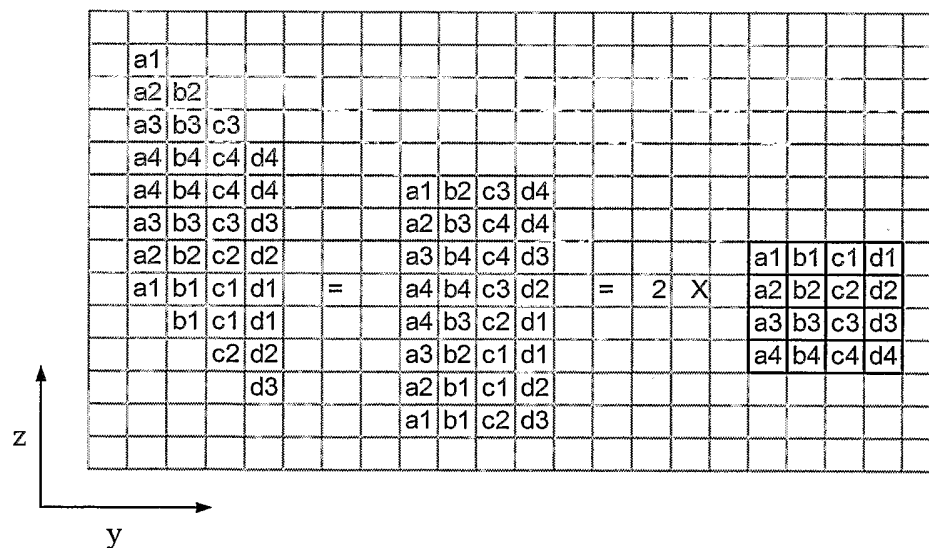 a1
a2 b2
a3 b3 c3
a4 b4 c4 d4
a4 b4 c4 d4 a1 b2 c3 d4
a3 b3 c3 d3 a2 b3 c4 d4
a2 b2 c2 d2 a3 b4 c4 d3 a1 b1 c1 d1
a1 b1 c1 d1 = a4 b4 c3 d2 = 2 X a2 b2 c2 d2
b1 c1 d1 a4 b3 c2 d1 a3 b3 c3 d3
c2 d2 a3 b2 c1 d1 a4 b4 c4 d4
d3 a2 b1 c1 d2
a1 b1 c2 d3
z
y